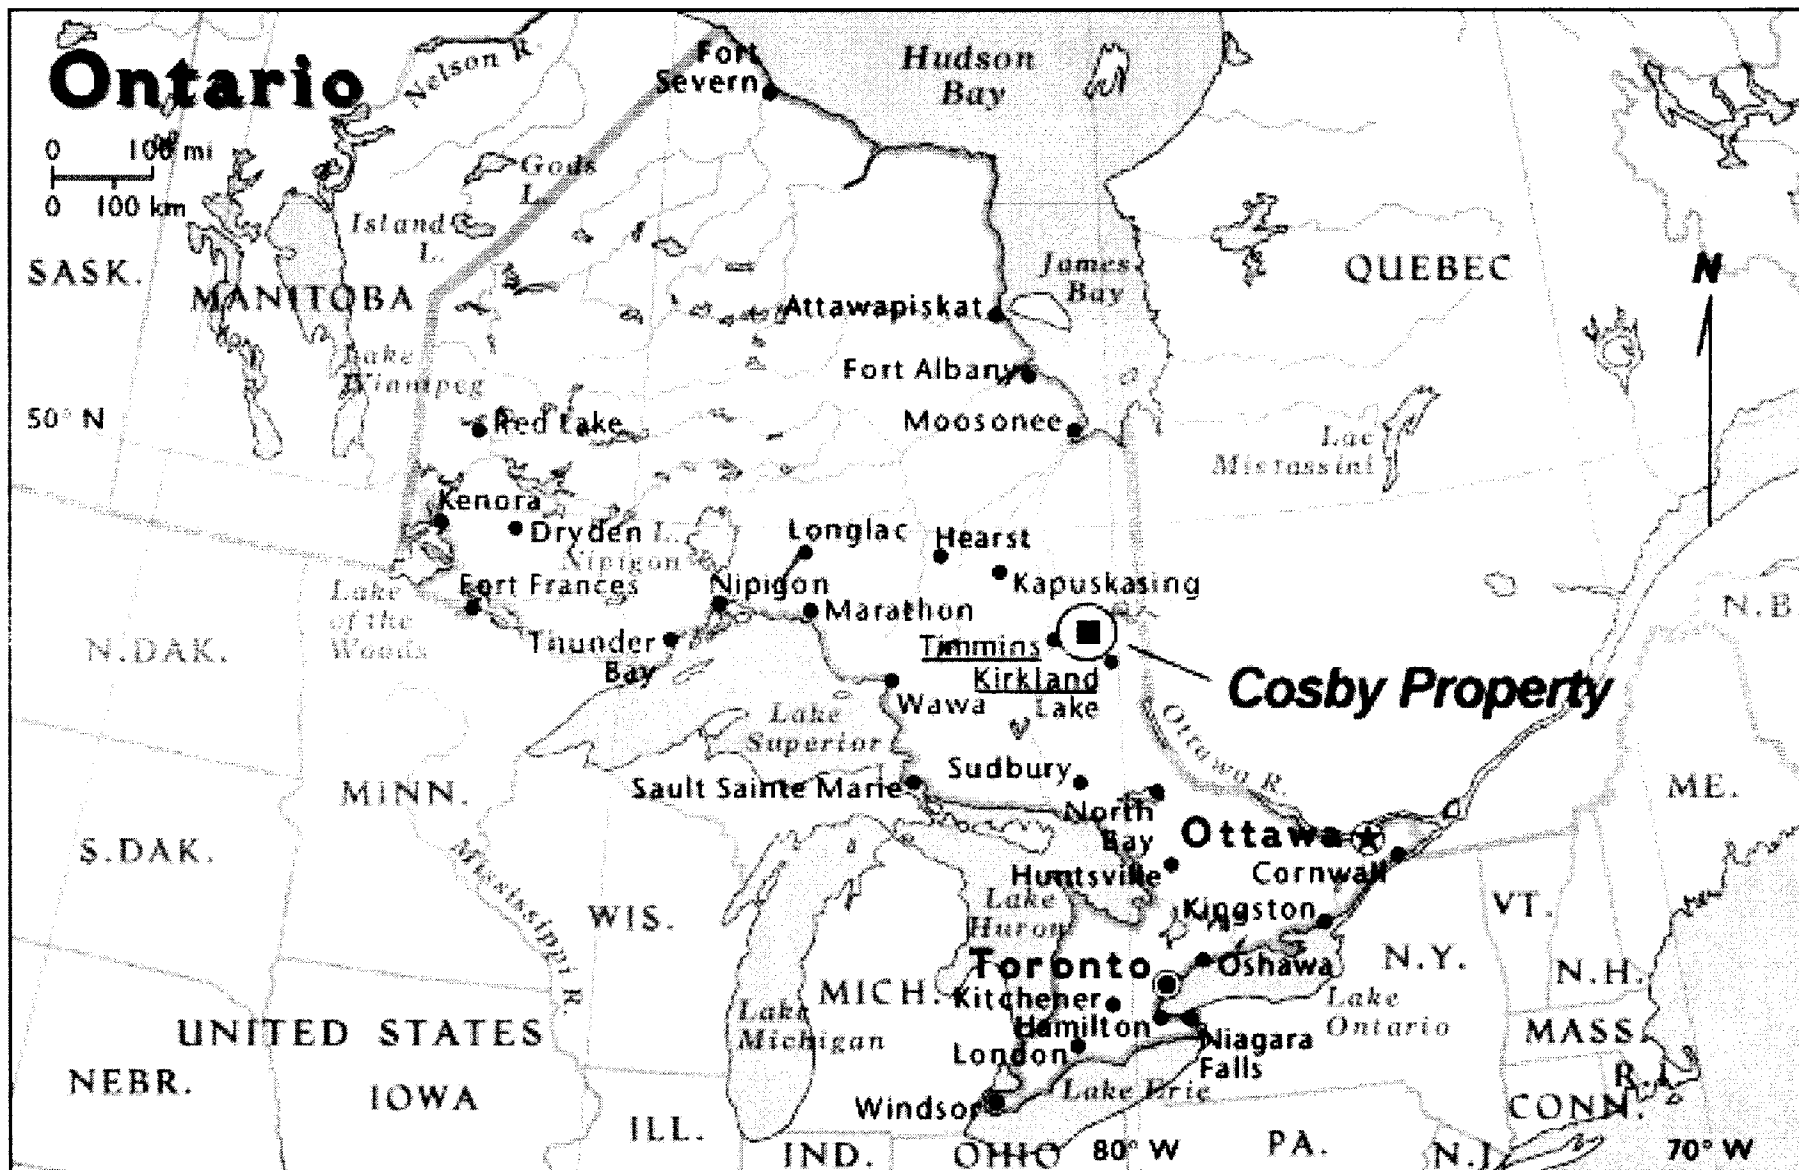 Ontario
0 100 mi
0 100 km
Nelson R.
Fort
Severn
Hudson
Bay
Gods
L.
Island
L.
SASK.
MANITOBA
James
Bay
QUEBEC
N
Attawapiskat
Lake
Winnipeg
Fort Albany
50° N
Red Lake
Moosonee
Lac
Mistassini
Kenora
Dryden
L.
Nipigon
Longlac
Hearst
Fort Frances
Nipigon
Kapuskasing
Lake
of the
Woods
Marathon
N.B.
N.DAK.
Thunder
Bay
Timmins
Kirkland
Lake
Cosby Property
Wawa
Lake
Superior
Ottawa R.
MINN.
Sault Sainte Marie
Sudbury
North
Bay
ME.
S.DAK.
Mississippi R.
Ottawa
Huntsville
Cornwall
Lake
Huron
Kingston
WIS.
VT.
Toronto
Oshawa
N.Y.
N.H.
MICH.
Kitchener
Lake
Michigan
Hamilton
Lake
Ontario
UNITED STATES
MASS.
London
Niagara
Falls
NEBR.
IOWA
Lake Erie
R.I.
Windsor
CONN.
ILL.
IND.
OHIO
80° W
PA.
N.J.
70° W